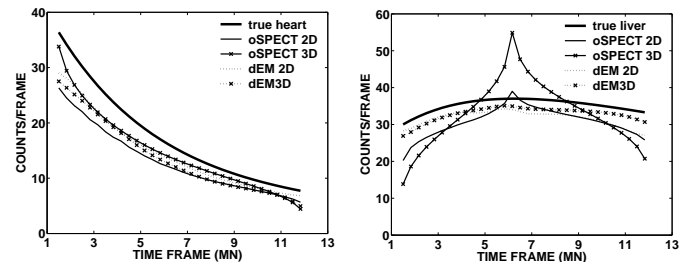 40
30
20
10
0
COUNTS/FRAME
true heart
oSPECT 2D
oSPECT 3D
dEM 2D
dEM3D
1 3 5 7 9 11 13
TIME FRAME (MN)
60
50
40
30
20
10
0
COUNTS/FRAME
true liver
oSPECT 2D
oSPECT 3D
dEM 2D
dEM3D
1 3 5 7 9 11 13
TIME FRAME (MN)